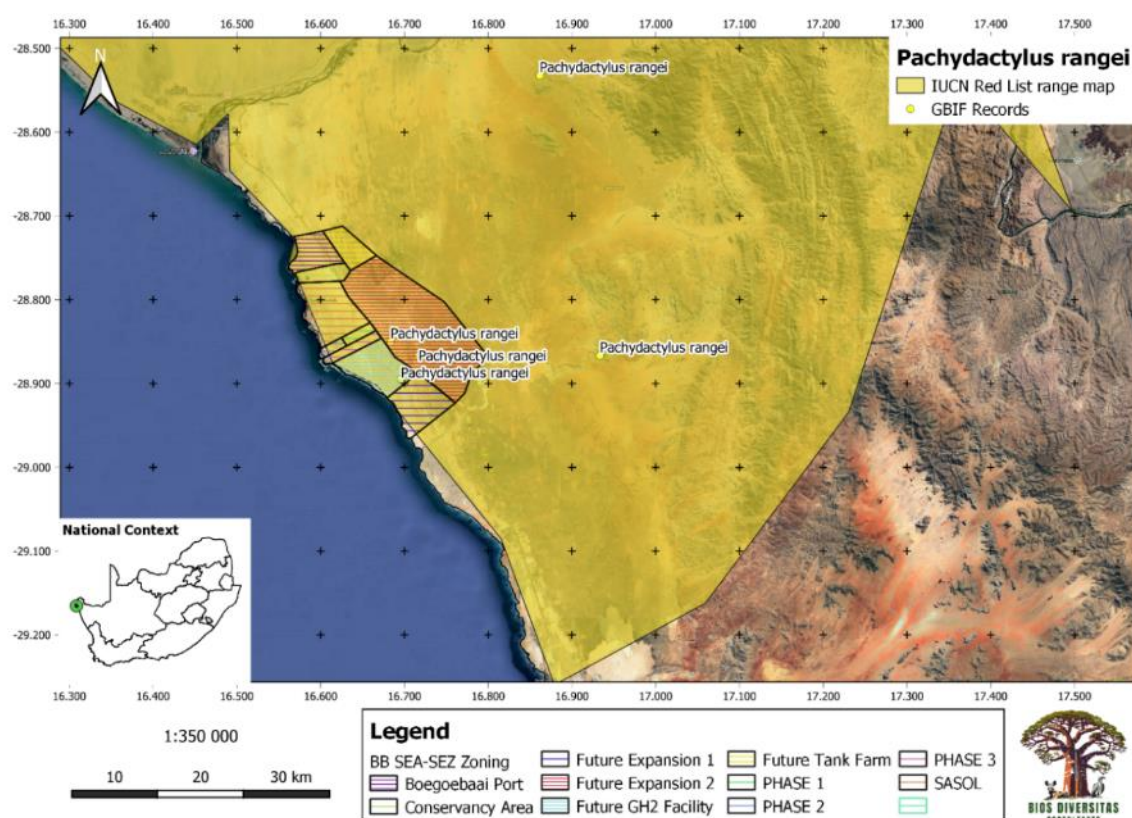 16.300 16.400 16.500 16.600 16.700 16.800 16.900 17.000 17.100 17.200 17.300 17.400 17.500
-28.500
-28.600
-28.700
-28.800
-28.900
-29.000
-29.100
-29.200
N
Pachydactylus rangei
IUCN Red List range map
GBIF Records
Pachydactylus rangei
Pachydactylus rangei
Pachydactylus rangei
Pachydactylus rangei
Pachydactylus rangei
National Context
16.300 16.400 16.500 16.600 16.700 16.800 16.900 17.000 17.100 17.200 17.300 17.400 17.500
1:350 000
10 20 30 km
Legend
BB SEA-SEZ Zoning
Boegoebaai Port
Conservancy Area
Future Expansion 1
Future Expansion 2
Future GH2 Facility
Future Tank Farm
PHASE 1
PHASE 2
PHASE 3
SASOL
BIOS DIVERSITAS